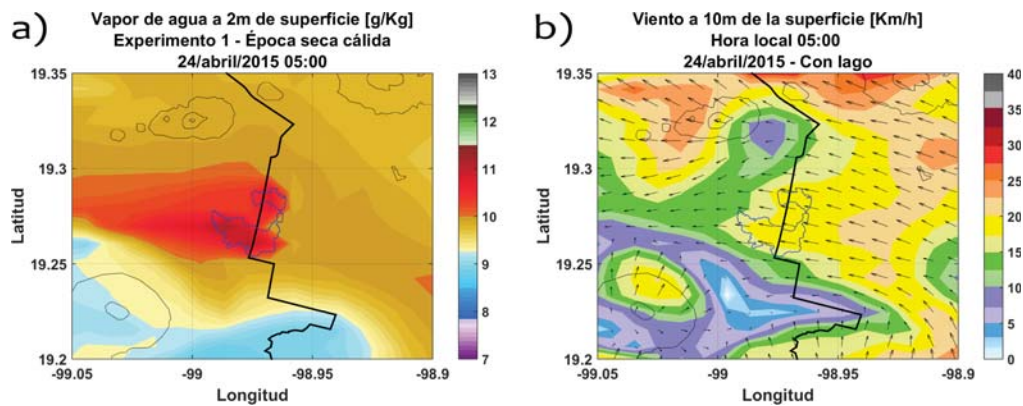 a)
Vapor de agua a 2m de superficie [g/Kg]
Experimento 1 - Época seca cálida
24/abril/2015 05:00
19.35
19.3
19.25
19.2
Latitud
-99.05
-99
-98.95
-98.9
Longitud
13
12
11
10
9
8
7
b)
Viento a 10m de la superficie [Km/h]
Hora local 05:00
24/abril/2015 - Con lago
19.35
19.3
19.25
19.2
Latitud
-99.05
-99
-98.95
-98.9
Longitud
40
35
30
25
20
15
10
5
0